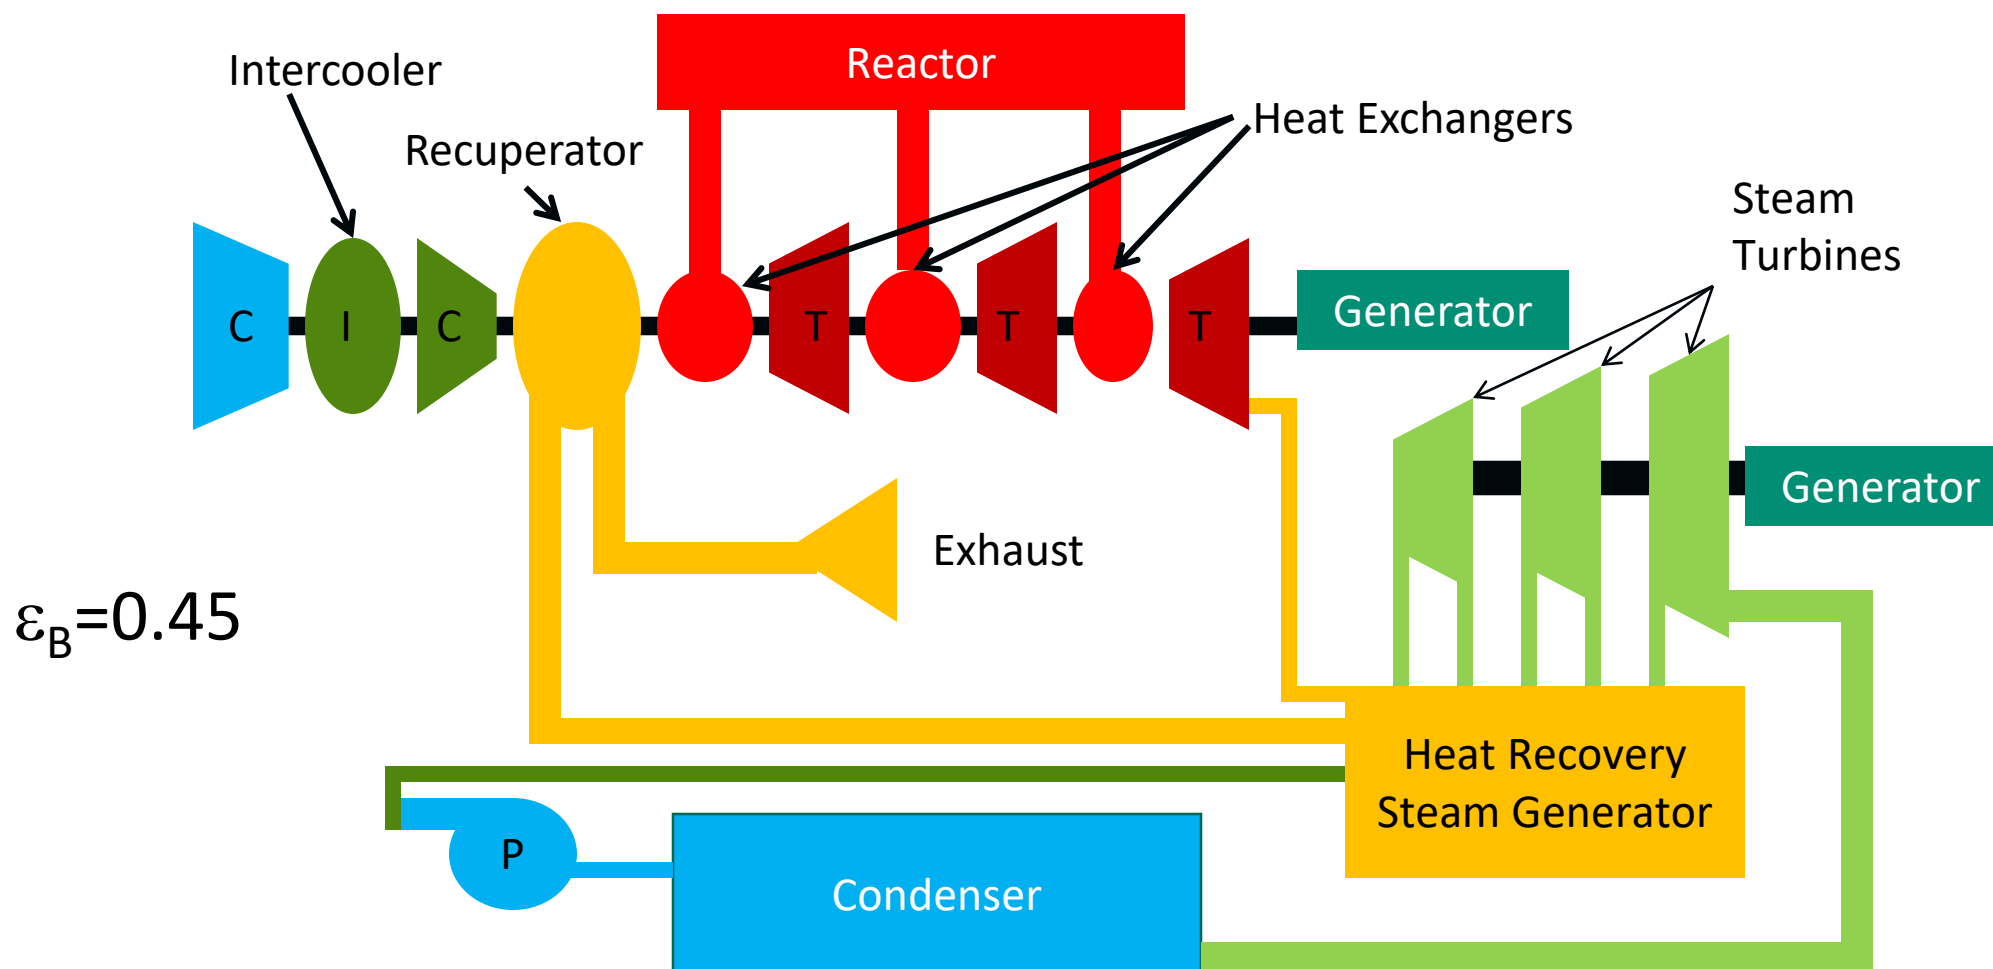 Reactor
Intercooler
Heat Exchangers
Recuperator
Steam
Turbines
C
I
C
T
T
T
Generator
Generator
Exhaust
εB=0.45
Heat Recovery
Steam Generator
P
Condenser